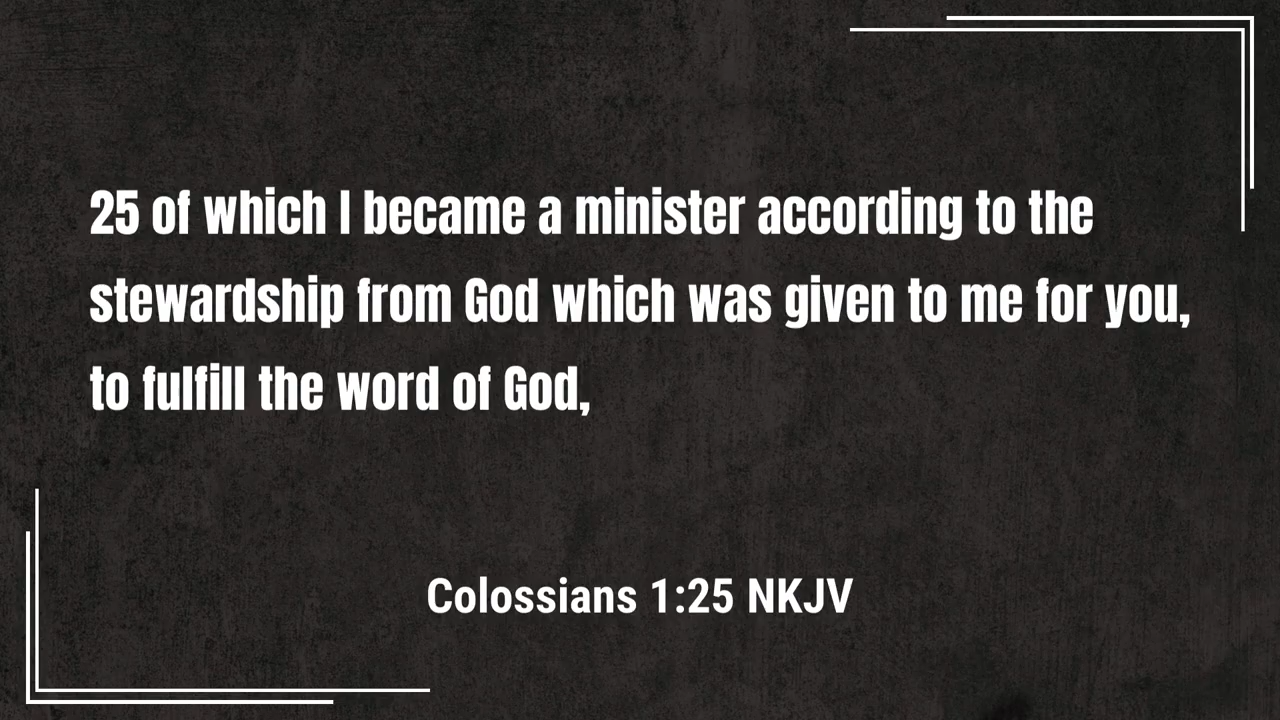 25 of which I became a minister according to the
stewardship from God which was given to me for you,
to fulfill the word of God,
Colossians 1:25 NKJV